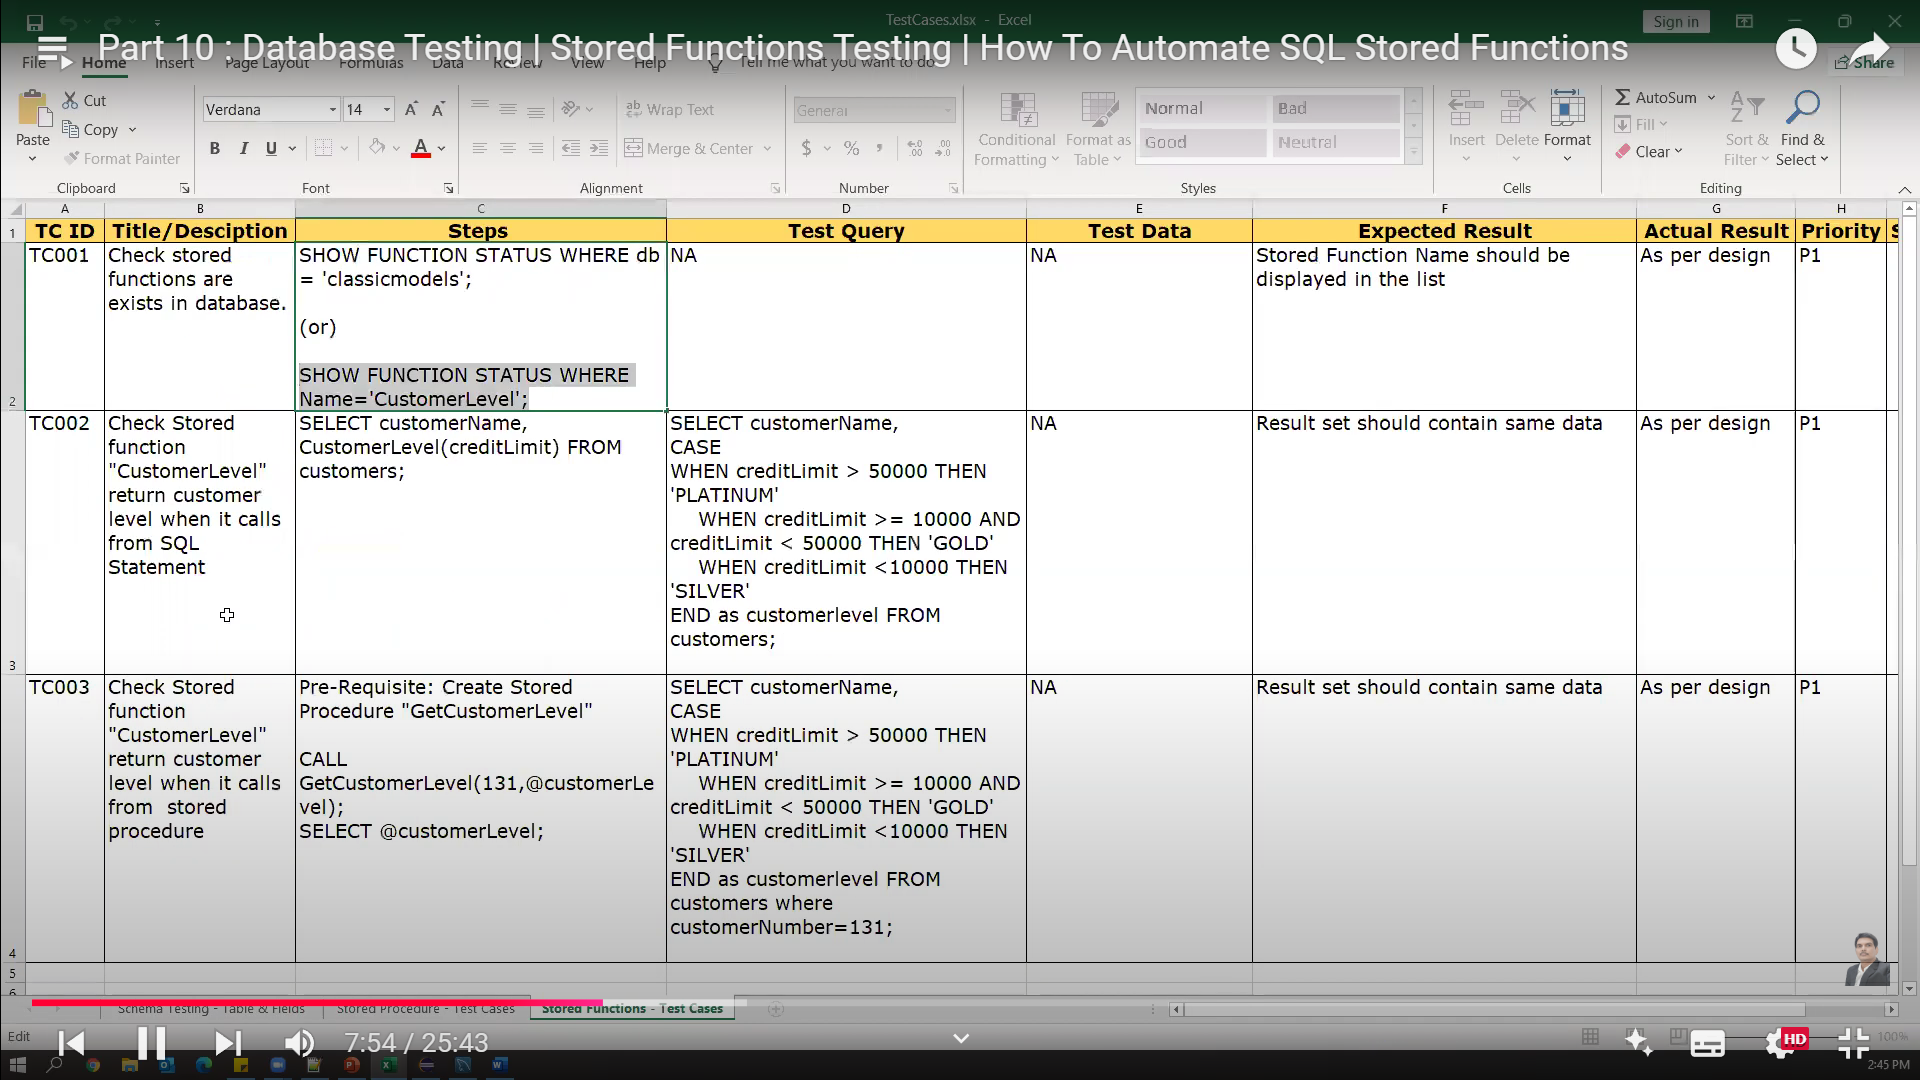 TestCases.xlsx - Excel
Sign in
Part 10 : Database Testing | Stored Functions Testing | How To Automate SQL Stored Functions
File Home Insert Page Layout Formulas Data Review View Help Tell me what you want to do Share
Paste
Cut
Copy
Format Painter
Clipboard
Verdana 14
B I U
Font
Wrap Text
Merge & Center
Alignment
General
$ % ,
Number
Conditional Formatting
Format as Table
Normal Bad
Good Neutral
Styles
Insert Delete Format
Cells
AutoSum
Fill
Clear
Sort & Filter
Find & Select
Editing
A B C D E F G H
1 TC ID Title/Desciption Steps Test Query Test Data Expected Result Actual Result Priority S
2
TC001
Check stored
functions are
exists in database.
SHOW FUNCTION STATUS WHERE db
= 'classicmodels';
(or)
SHOW FUNCTION STATUS WHERE
Name='CustomerLevel';
NA
NA
Stored Function Name should be
displayed in the list
As per design
P1
3
TC002
Check Stored
function
"CustomerLevel"
return customer
level when it calls
from SQL
Statement
SELECT customerName,
CustomerLevel(creditLimit) FROM
customers;
SELECT customerName,
CASE
WHEN creditLimit > 50000 THEN
'PLATINUM'
WHEN creditLimit >= 10000 AND
creditLimit < 50000 THEN 'GOLD'
WHEN creditLimit <10000 THEN
'SILVER'
END as customerlevel FROM
customers;
NA
Result set should contain same data
As per design
P1
4
TC003
Check Stored
function
"CustomerLevel"
return customer
level when it calls
from stored
procedure
Pre-Requisite: Create Stored
Procedure "GetCustomerLevel"
CALL
GetCustomerLevel(131,@customerLe
vel);
SELECT @customerLevel;
SELECT customerName,
CASE
WHEN creditLimit > 50000 THEN
'PLATINUM'
WHEN creditLimit >= 10000 AND
creditLimit < 50000 THEN 'GOLD'
WHEN creditLimit <10000 THEN
'SILVER'
END as customerlevel FROM
customers where
customerNumber=131;
NA
Result set should contain same data
As per design
P1
5
6
Schema Testing - Table & Fields Stored Procedure - Test Cases Stored Functions - Test Cases
Edit
7:54 / 25:43
HD
100%
2:45 PM